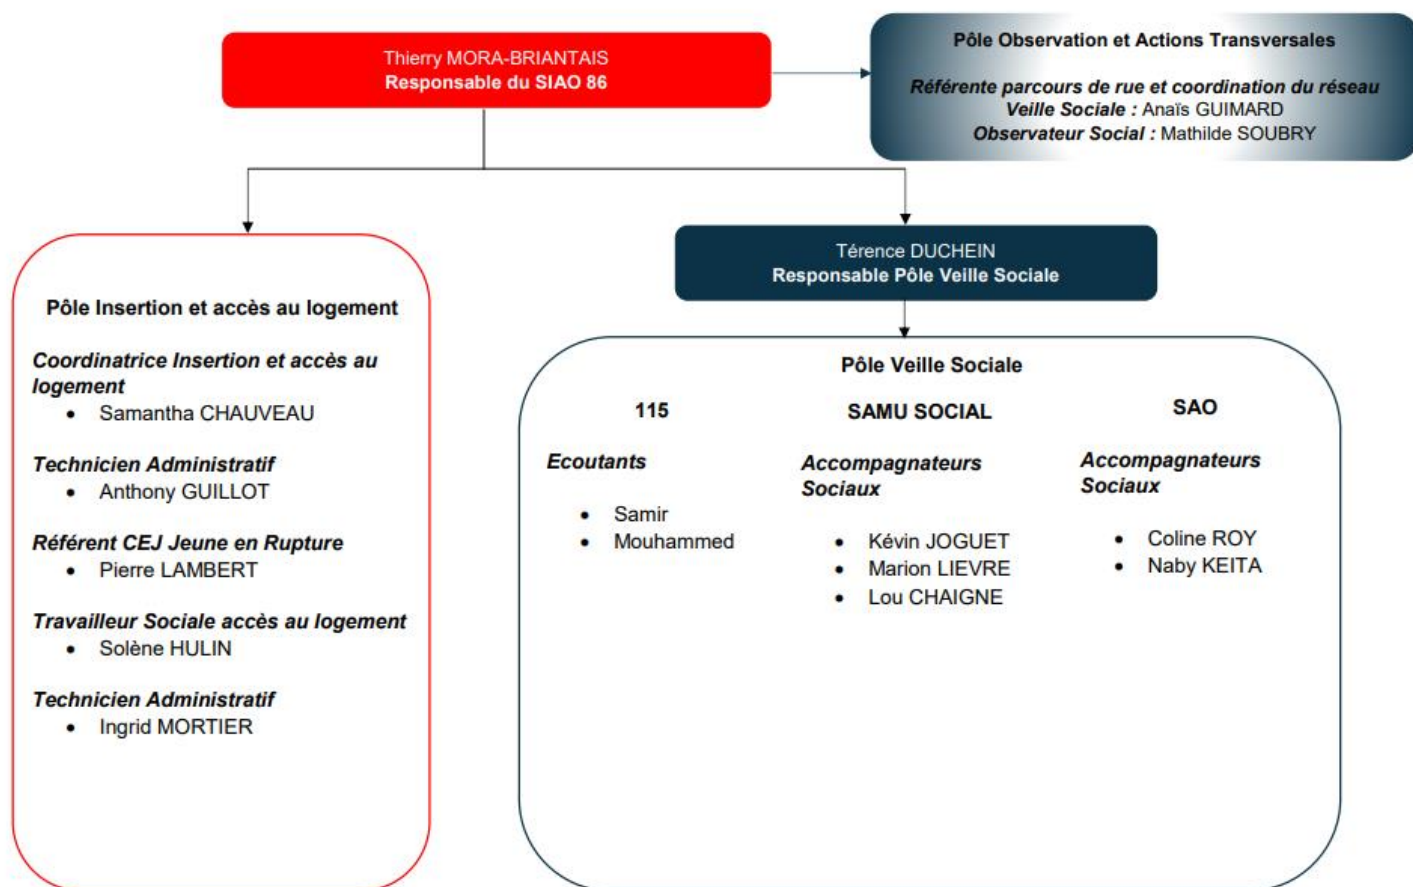 Thierry MORA-BRIANTAIS
Responsable du SIAO 86
Pôle Observation et Actions Transversales
Référente parcours de rue et coordination du réseau
Veille Sociale : Anaïs GUIMARD
Observateur Social : Mathilde SOUBRY
Pôle Insertion et accès au logement
Coordinatrice Insertion et accès au
logement
• Samantha CHAUVEAU
Technicien Administratif
• Anthony GUILLOT
Référent CEJ Jeune en Rupture
• Pierre LAMBERT
Travailleur Sociale accès au logement
• Solène HULIN
Technicien Administratif
• Ingrid MORTIER
Térence DUCHEIN
Responsable Pôle Veille Sociale
Pôle Veille Sociale
115
Ecoutants
• Samir
• Mouhammed
SAMU SOCIAL
Accompagnateurs
Sociaux
• Kévin JOGUET
• Marion LIEVRE
• Lou CHAIGNE
SAO
Accompagnateurs
Sociaux
• Coline ROY
• Naby KEITA